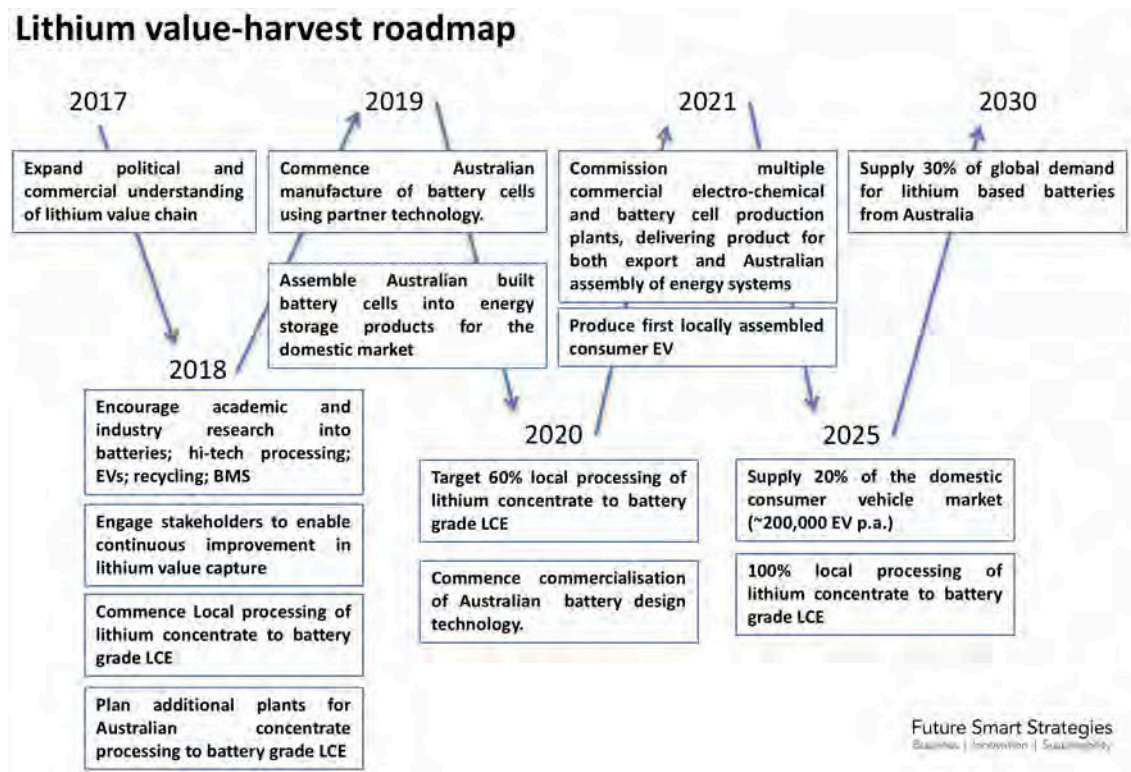 Lithium value-harvest roadmap
2017
Expand political and
commercial understanding
of lithium value chain
2018
Encourage academic and
industry research into
batteries; hi-tech processing;
EVs; recycling; BMS
Engage stakeholders to enable
continuous improvement in
lithium value capture
Commence Local processing of
lithium concentrate to battery
grade LCE
Plan additional plants for
Australian concentrate
processing to battery grade LCE
2019
Commence Australian
manufacture of battery cells
using partner technology.
Assemble Australian built
battery cells into energy
storage products for the
domestic market
2020
Target 60% local processing of
lithium concentrate to battery
grade LCE
Commence commercialisation
of Australian battery design
technology.
2021
Commission multiple
commercial electro-chemical
and battery cell production
plants, delivering product for
both export and Australian
assembly of energy systems
Produce first locally assembled
consumer EV
2025
Supply 20% of the domestic
consumer vehicle market
(~200,000 EV p.a.)
100% local processing of
lithium concentrate to battery
grade LCE
2030
Supply 30% of global demand
for lithium based batteries
from Australia
Future Smart Strategies
Business | Innovation | Sustainability